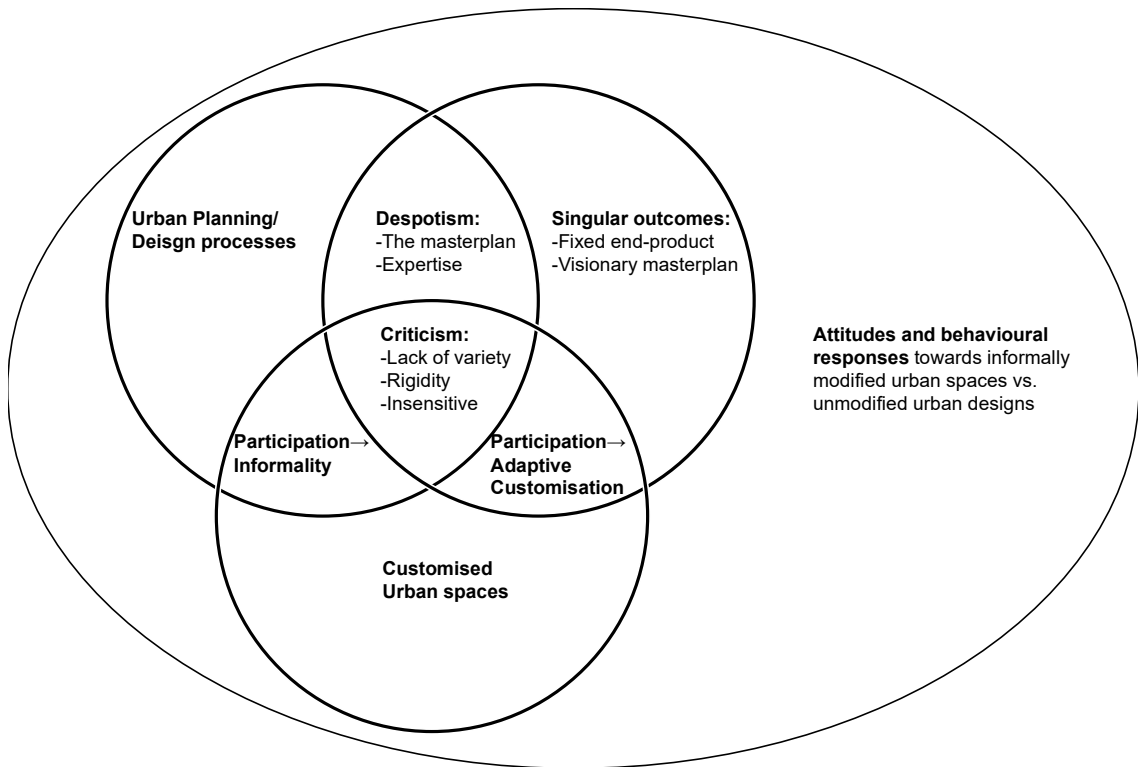 Urban Planning/
Deisgn processes
Despotism:
-The masterplan
-Expertise
Singular outcomes:
-Fixed end-product
-Visionary masterplan
Criticism:
-Lack of variety
-Rigidity
-Insensitive
Attitudes and behavioural
responses towards informally
modified urban spaces vs.
unmodified urban designs
Participation→
Informality
Participation→
Adaptive
Customisation
Customised
Urban spaces